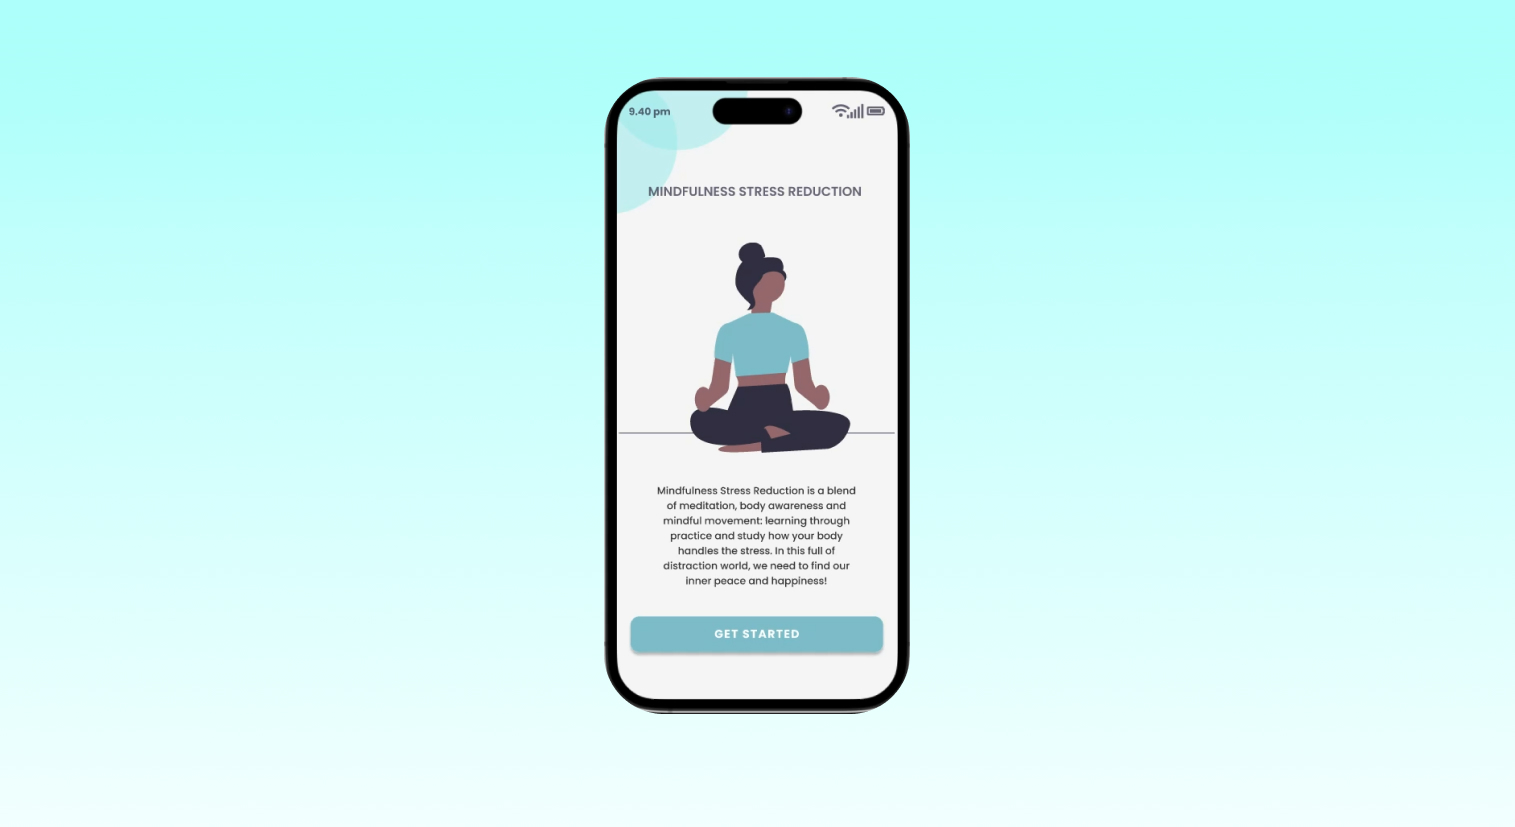 9.40 pm
MINDFULNESS STRESS REDUCTION
Mindfulness Stress Reduction is a blend
of meditation, body awareness and
mindful movement: learning through
practice and study how your body
handles the stress. In this full of
distraction world, we need to find our
inner peace and happiness!
GET STARTED